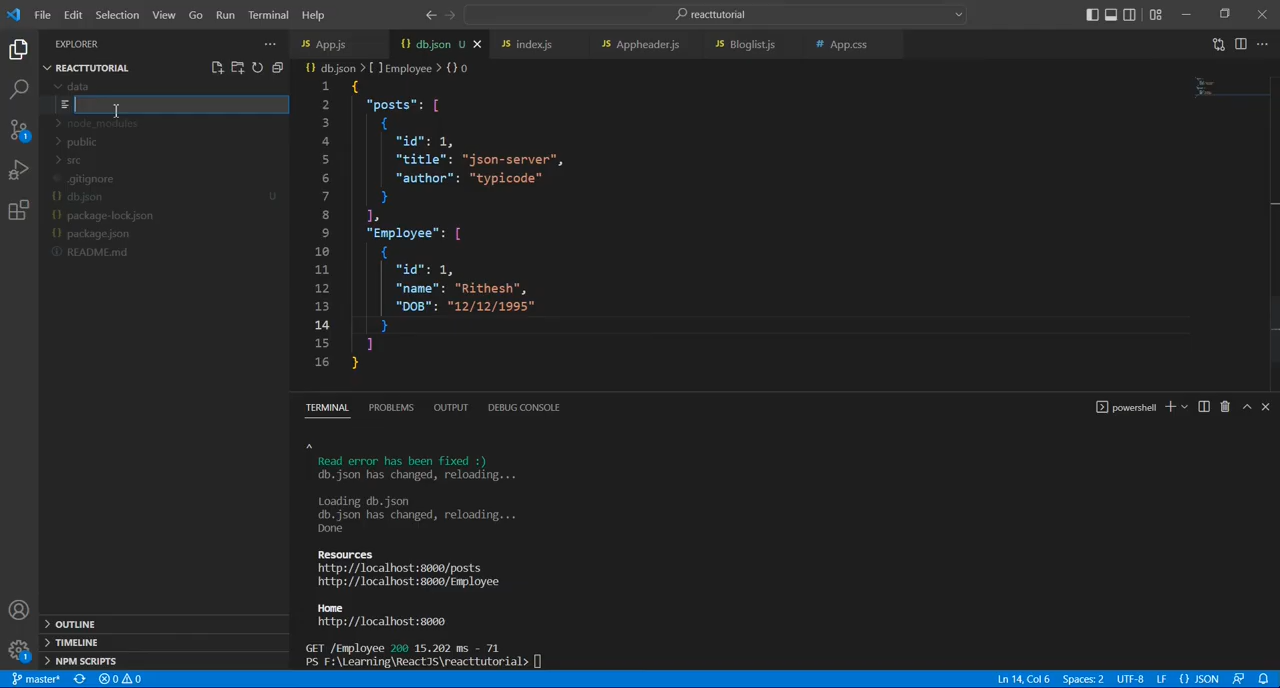 File Edit Selection View Go Run Terminal Help
reacttutorial
EXPLORER
REACTTUTORIAL
data
node_modules
public
src
.gitignore
{} db.json U
{} package-lock.json
{} package.json
README.md
OUTLINE
TIMELINE
NPM SCRIPTS
JS App.js
{} db.json U
JS index.js
JS Appheader.js
JS Bloglist.js
# App.css
{} db.json > [ ] Employee > {} 0
1 {
2 "posts": [
3 {
4 "id": 1,
5 "title": "json-server",
6 "author": "typicode"
7 }
8 ],
9 "Employee": [
10 {
11 "id": 1,
12 "name": "Rithesh",
13 "DOB": "12/12/1995"
14 }
15 ]
16 }
TERMINAL PROBLEMS OUTPUT DEBUG CONSOLE
powershell
^
Read error has been fixed :)
db.json has changed, reloading...
Loading db.json
db.json has changed, reloading...
Done
Resources
http://localhost:8000/posts
http://localhost:8000/Employee
Home
http://localhost:8000
GET /Employee 200 15.202 ms - 71
PS F:\Learning\ReactJS\reacttutorial>
master* 0 0
Ln 14, Col 6 Spaces: 2 UTF-8 LF {} JSON